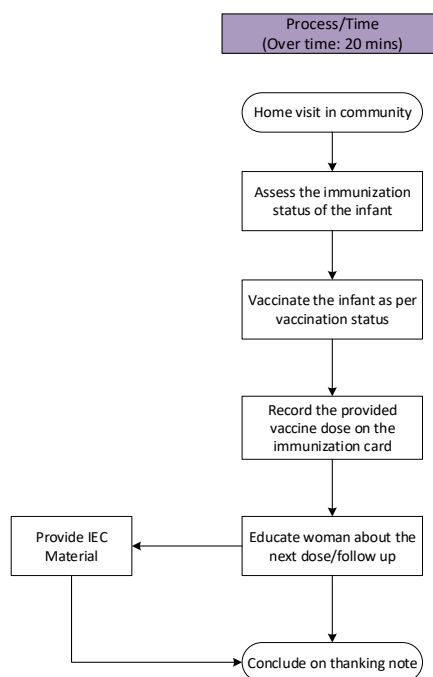 Process/Time
(Over time: 20 mins)
Home visit in community
Assess the immunization
status of the infant
Vaccinate the infant as per
vaccination status
Record the provided
vaccine dose on the
immunization card
Provide IEC
Material
Educate woman about the
next dose/follow up
Conclude on thanking note